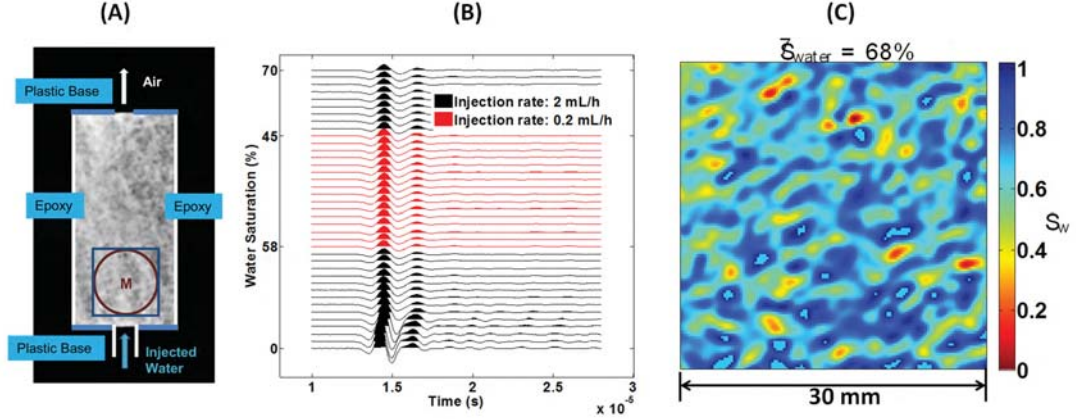 (A)
Plastic Base
Air
Epoxy
Epoxy
M
Plastic Base
Injected
Water
(B)
70
45
58
0
Water Saturation (%)
Injection rate: 2 mL/h
Injection rate: 0.2 mL/h
1
1.5
2
2.5
3
Time (s)
x 10⁻⁵
(C)
S̄water = 68%
1
0.8
0.6
0.4
0.2
0
Sw
30 mm